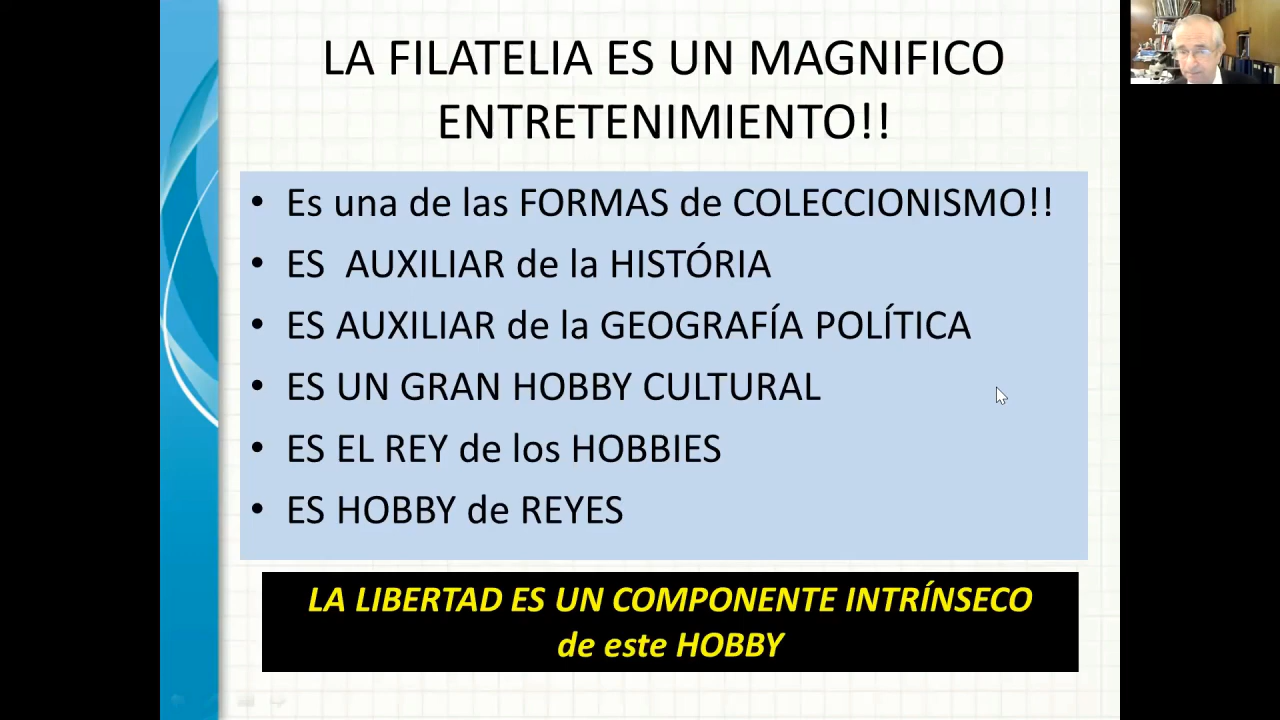 LA FILATELIA ES UN MAGNIFICO
ENTRETENIMIENTO!!
• Es una de las FORMAS de COLECCIONISMO!!
• ES AUXILIAR de la HISTÓRIA
• ES AUXILIAR de la GEOGRAFÍA POLÍTICA
• ES UN GRAN HOBBY CULTURAL
• ES EL REY de los HOBBIES
• ES HOBBY de REYES
LA LIBERTAD ES UN COMPONENTE INTRÍNSECO
de este HOBBY